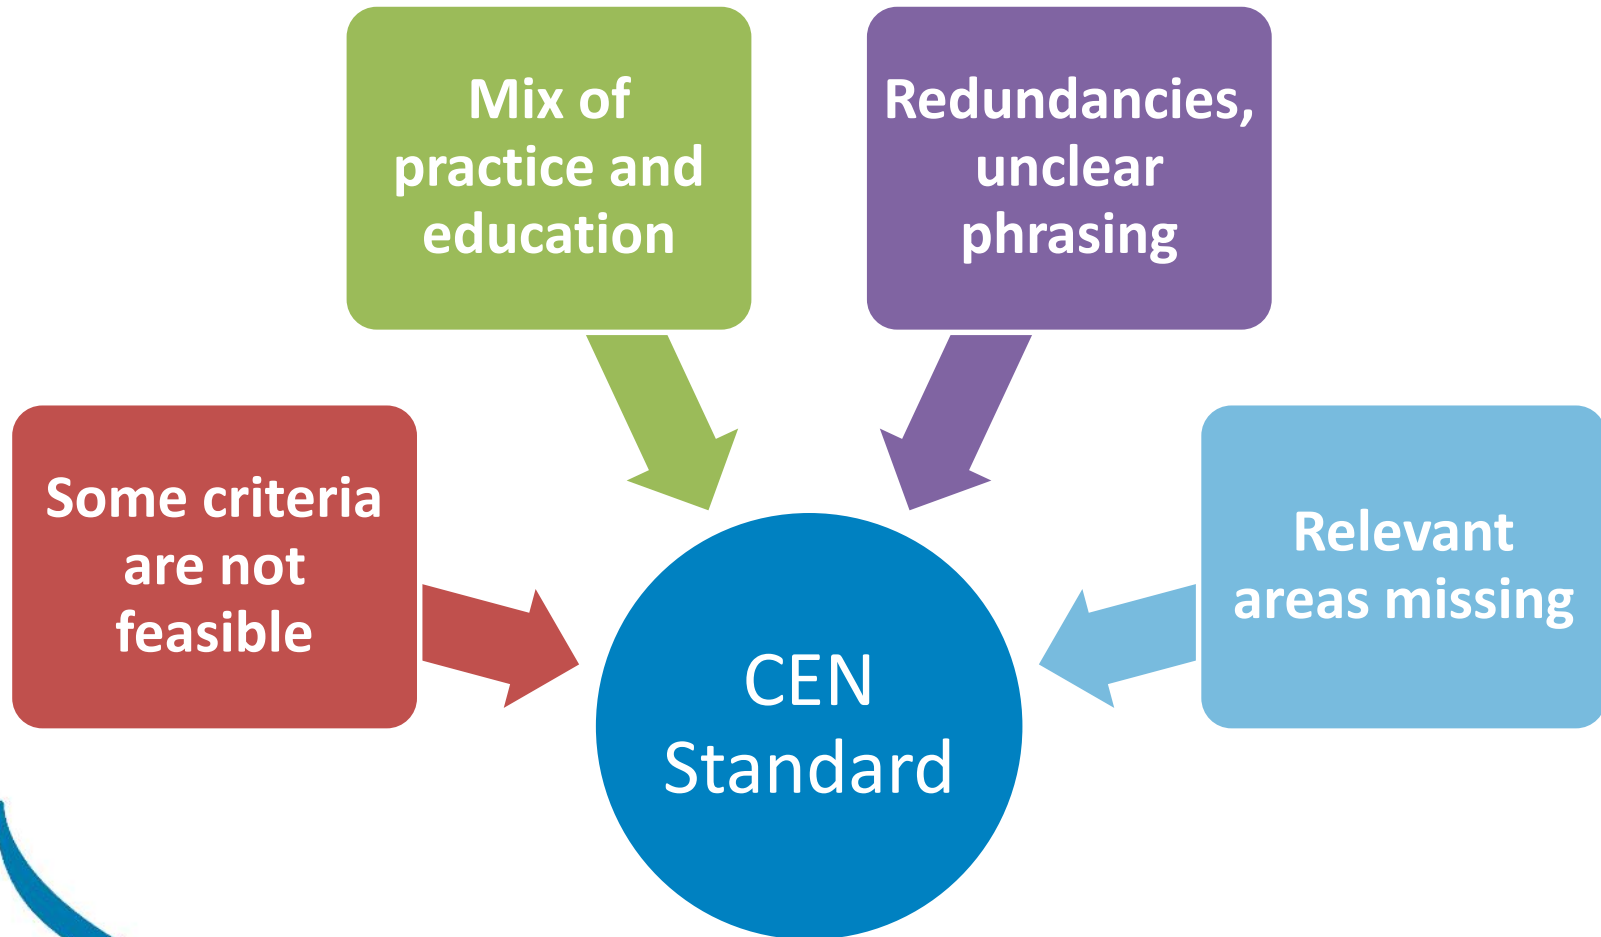 Mix of
practice and
education
Redundancies,
unclear
phrasing
Some criteria
are not
feasible
Relevant
areas missing
CEN
Standard